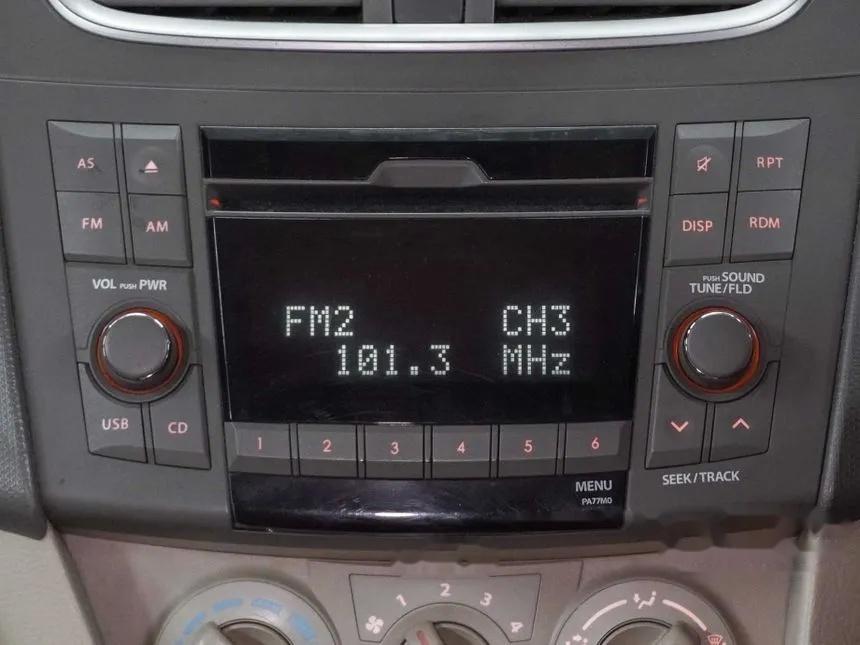 AS
RPT
FM
AM
DISP
RDM
VOL PUSH PWR
PUSH SOUND
TUNE/FLD
FM2 CH3
101.3 MHz
USB
CD
1 2 3 4 5 6
MENU
PA77M0
SEEK/TRACK
1 2 3 4